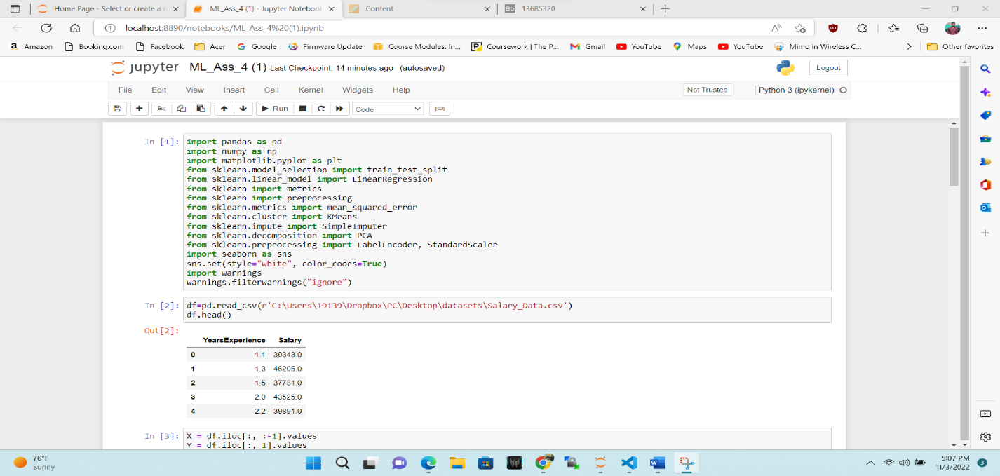 Home Page - Select or create a n
ML_Ass_4 (1) - Jupyter Notebook
Content
Bb 13685320
localhost:8890/notebooks/ML_Ass_4%20(1).ipynb
Amazon Booking.com Facebook Acer Google Firmware Update Course Modules: In... Coursework | The P... Gmail YouTube Maps YouTube Mimo in Wireless C... Other favorites
jupyter ML_Ass_4 (1) Last Checkpoint: 14 minutes ago (autosaved)
Logout
File Edit View Insert Cell Kernel Widgets Help
Not Trusted
Python 3 (ipykernel)
Run
Code
In [1]: import pandas as pd
import numpy as np
import matplotlib.pyplot as plt
from sklearn.model_selection import train_test_split
from sklearn.linear_model import LinearRegression
from sklearn import metrics
from sklearn import preprocessing
from sklearn.metrics import mean_squared_error
from sklearn.cluster import KMeans
from sklearn.impute import SimpleImputer
from sklearn.decomposition import PCA
from sklearn.preprocessing import LabelEncoder, StandardScaler
import seaborn as sns
sns.set(style="white", color_codes=True)
import warnings
warnings.filterwarnings("ignore")
In [2]: df=pd.read_csv(r'C:\Users\19139\Dropbox\PC\Desktop\datasets\Salary_Data.csv')
df.head()
Out[2]:
YearsExperience Salary
0 1.1 39343.0
1 1.3 46205.0
2 1.5 37731.0
3 2.0 43525.0
4 2.2 39891.0
In [3]: X = df.iloc[:, :-1].values
Y = df.iloc[:, 1].values
76°F
Sunny
5:07 PM
11/3/2022
3